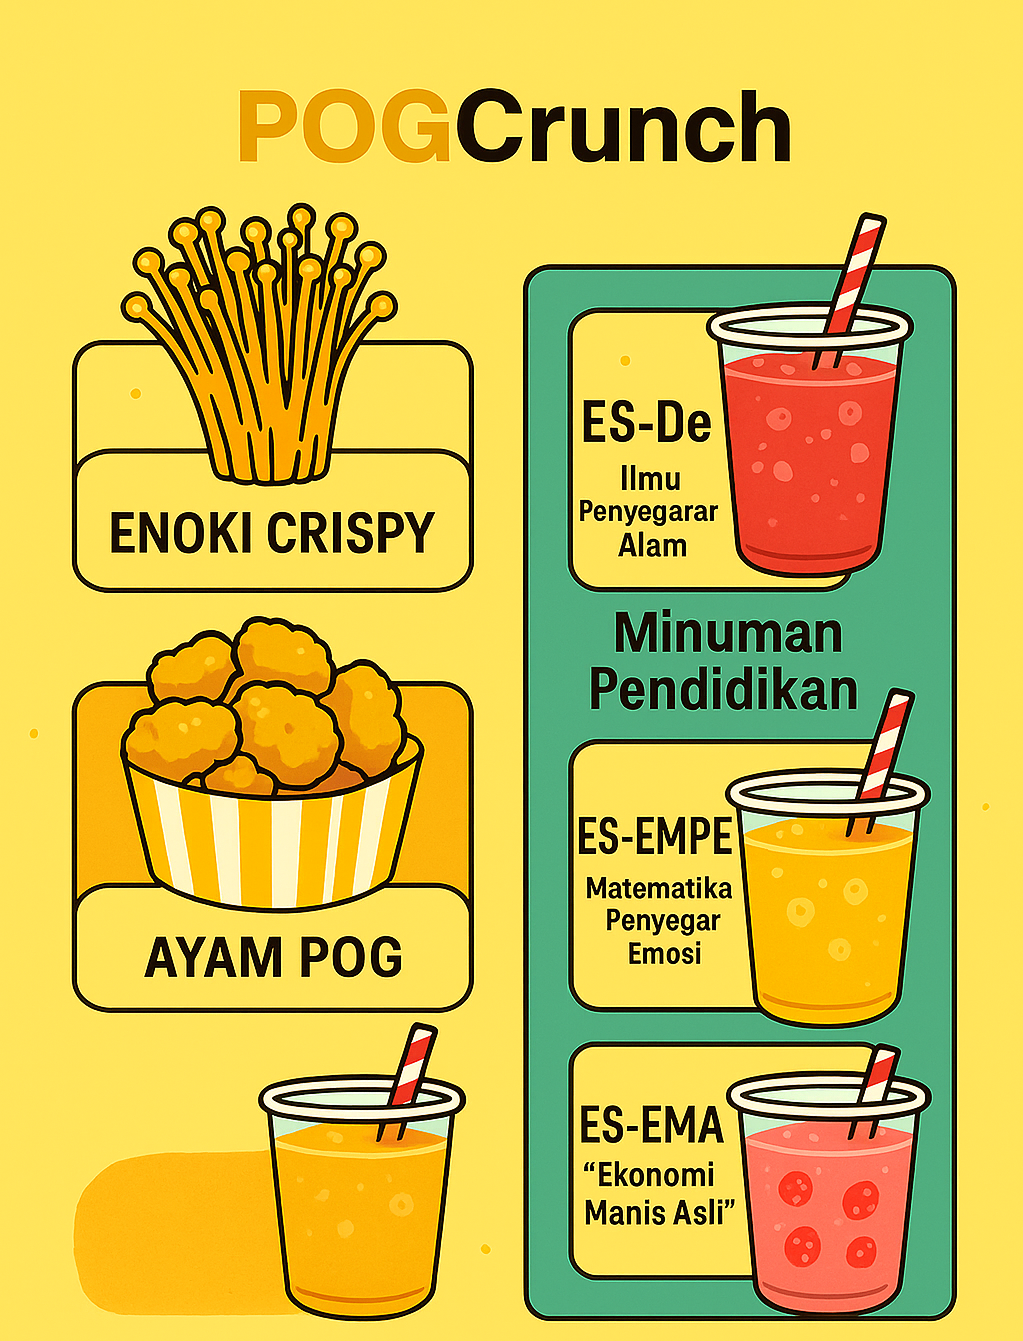 POGCrunch
ENOKI CRISPY
AYAM POG
ES-De
Ilmu
Penyegarar
Alam
Minuman
Pendidikan
ES-EMPE
Matematika
Penyegar
Emosi
ES-EMA
“Ekonomi
Manis Asli”